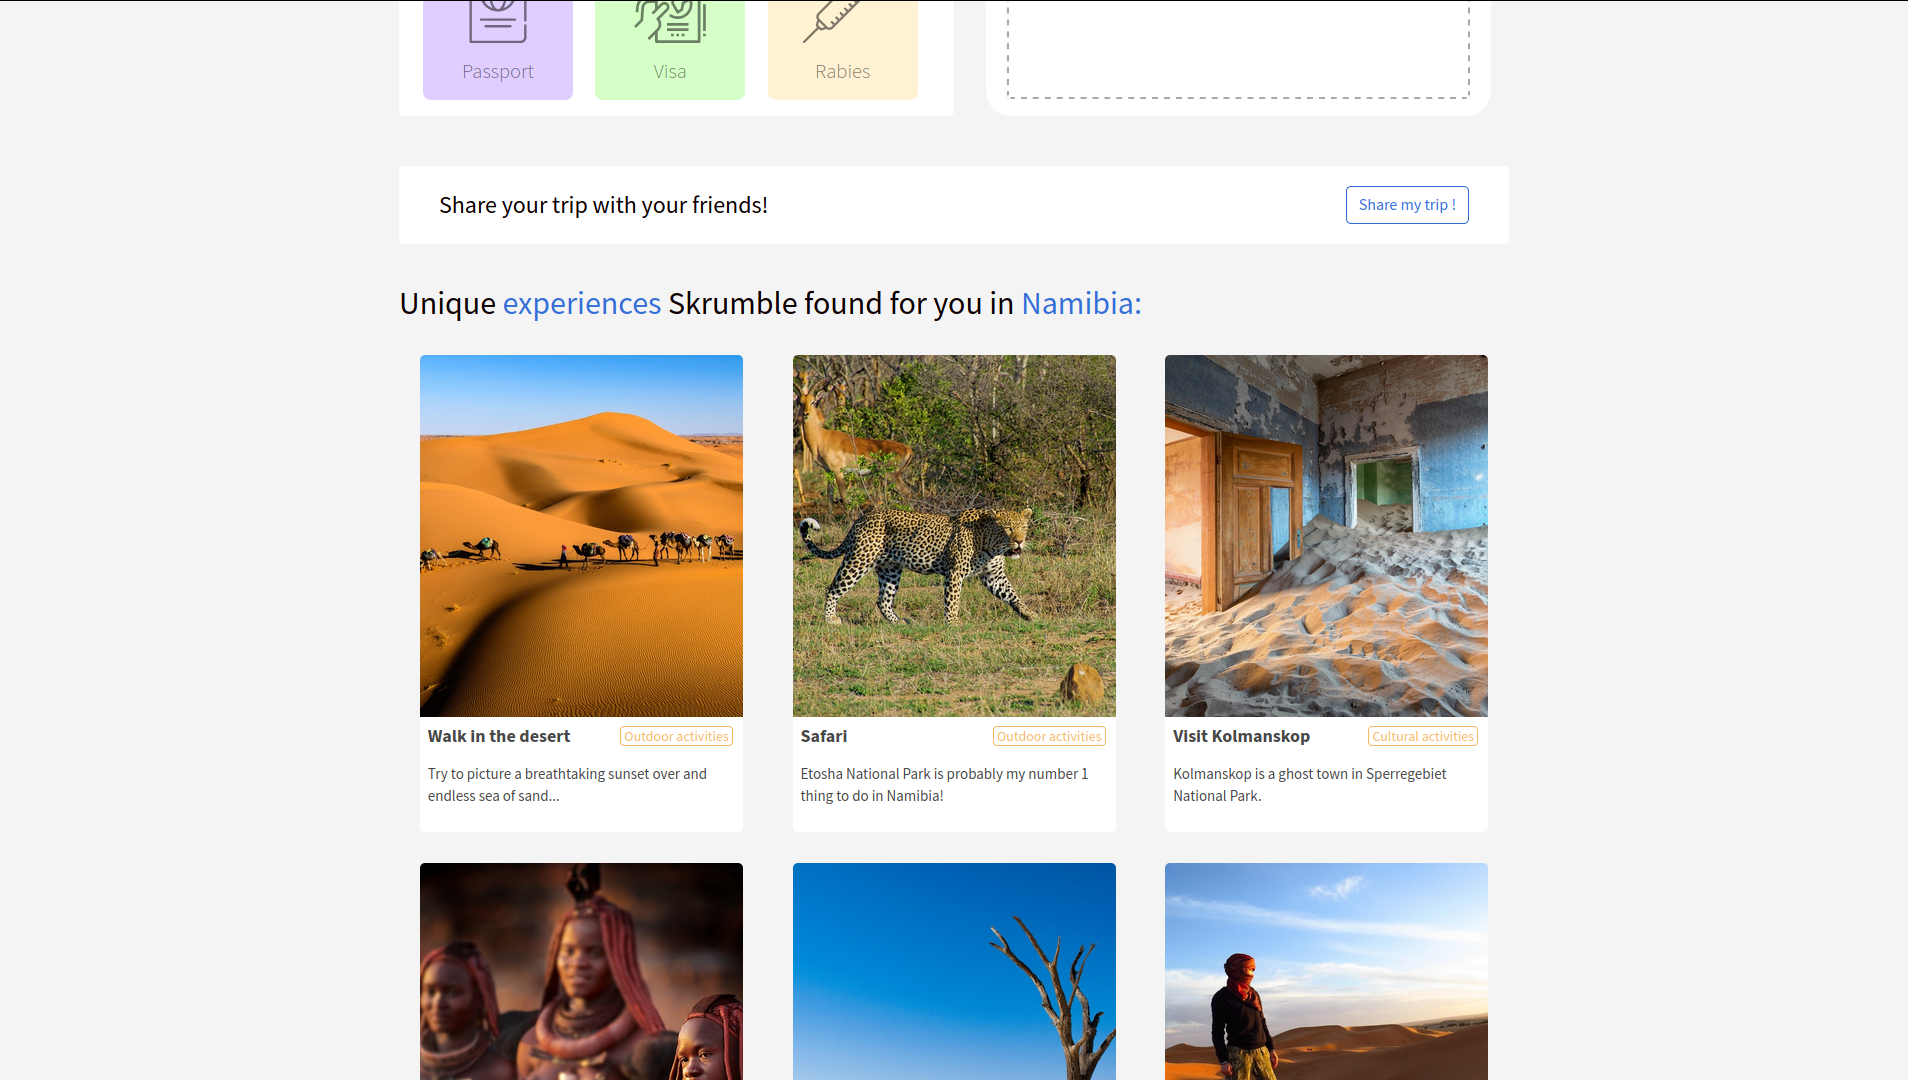 Passport
Visa
Rabies
Share your trip with your friends!
Share my trip !
Unique experiences Skrumble found for you in Namibia:
Walk in the desert
Outdoor activities
Try to picture a breathtaking sunset over and
endless sea of sand...
Safari
Outdoor activities
Etosha National Park is probably my number 1
thing to do in Namibia!
Visit Kolmanskop
Cultural activities
Kolmanskop is a ghost town in Sperregebiet
National Park.